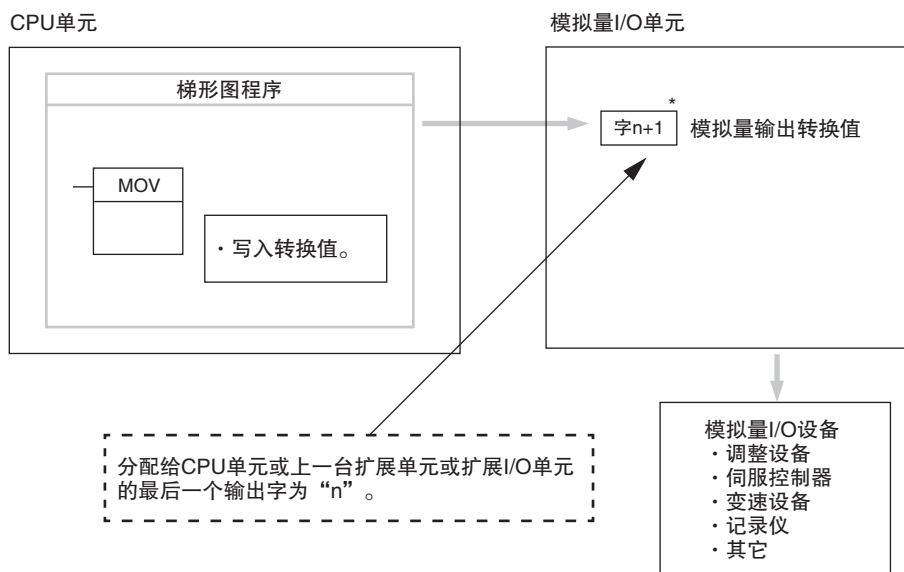 CPU单元
模拟量I/O单元
梯形图程序
MOV
・写入转换值。
*
字n+1
模拟量输出转换值
分配给CPU单元或上一台扩展单元或扩展I/O单元
的最后一个输出字为“n”。
模拟量I/O设备
・调整设备
・伺服控制器
・变速设备
・记录仪
・其它